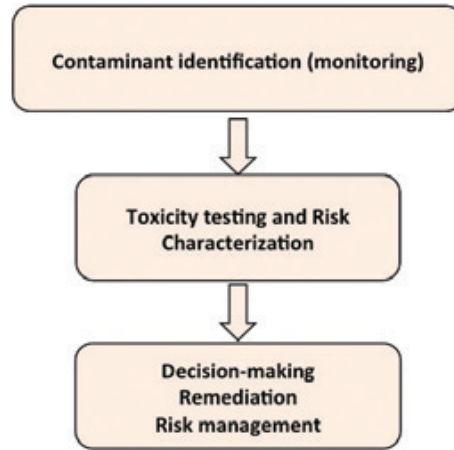 Contaminant identification (monitoring)
Toxicity testing and Risk
Characterization
Decision-making
Remediation
Risk management